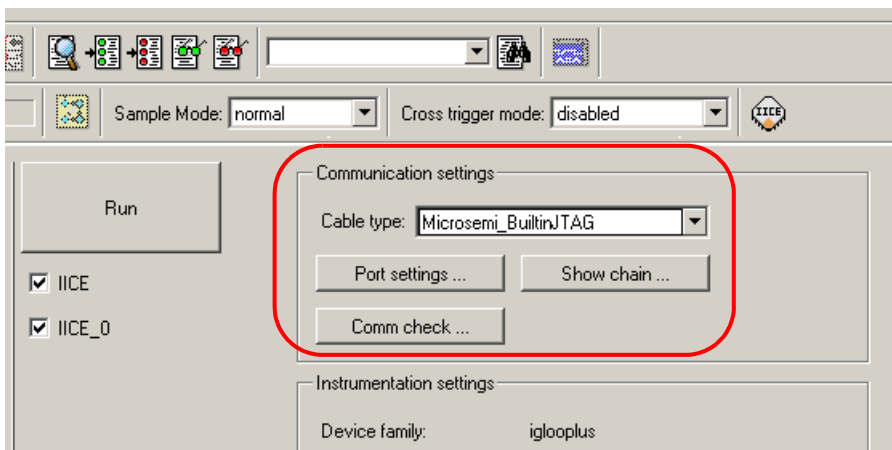 Sample Mode: normal Cross trigger mode: disabled IICE
Communication settings
Run
Cable type: Microsemi_BuiltinJTAG
Port settings ... Show chain ...
IICE
IICE_0
Comm check ...
Instrumentation settings
Device family: iglooplus